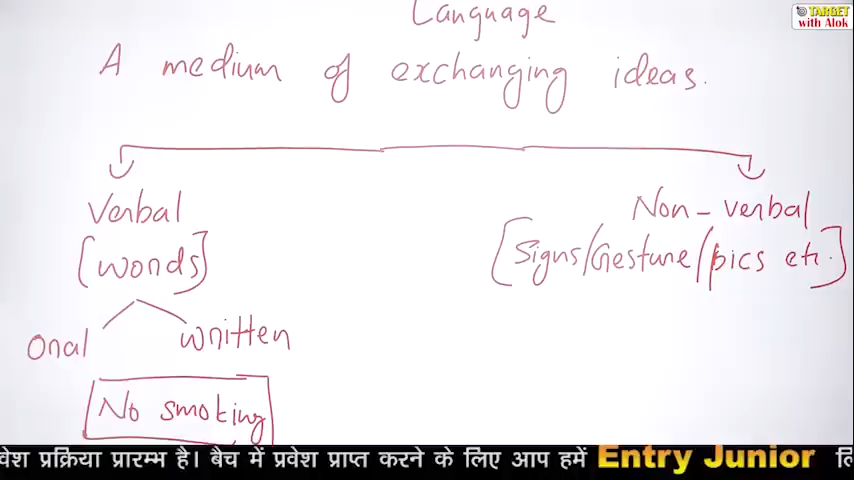 TARGET
with Alok
Language
A medium of exchanging ideas.
Verbal
Non-verbal
[words]
[Signs/Gesture/pics etc.]
Oral
written
No smoking
वेश प्रक्रिया प्रारम्भ है। बैच में प्रवेश प्राप्त करने के लिए आप हमें Entry Junior लि